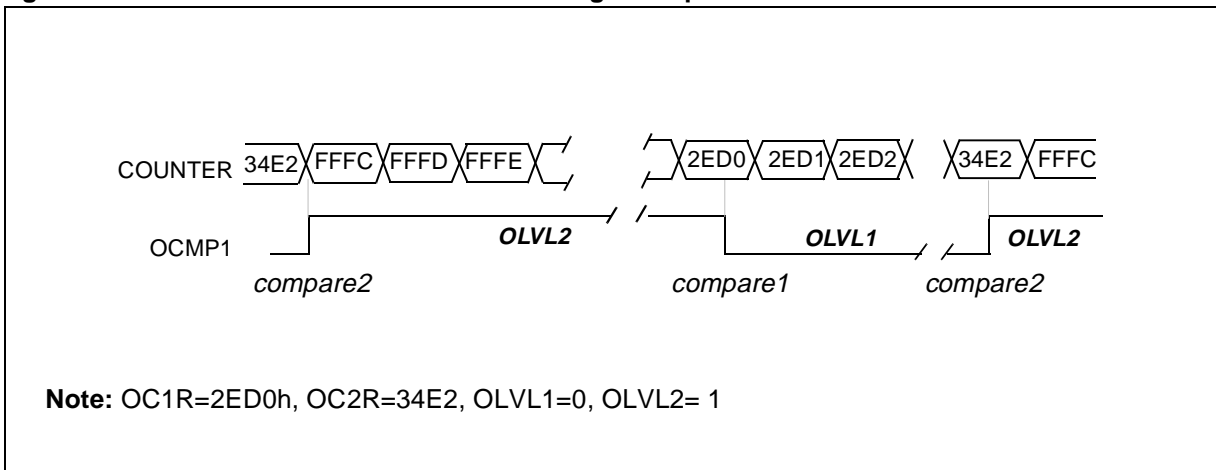 COUNTER 34E2 FFFC FFFD FFFE 2ED0 2ED1 2ED2 34E2 FFFC
OCMP1 OLVL2 OLVL1 OLVL2
compare2 compare1 compare2
Note: OC1R=2ED0h, OC2R=34E2, OLVL1=0, OLVL2= 1